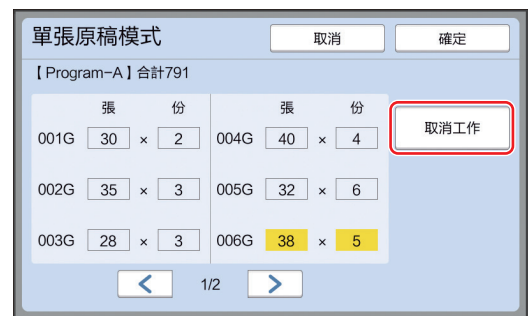 單張原稿模式 取消 確定
【Program-A】合計791
張 份 張 份
001G 30 × 2 004G 40 × 4 取消工作
002G 35 × 3 005G 32 × 6
003G 28 × 3 006G 38 × 5
< 1/2 >